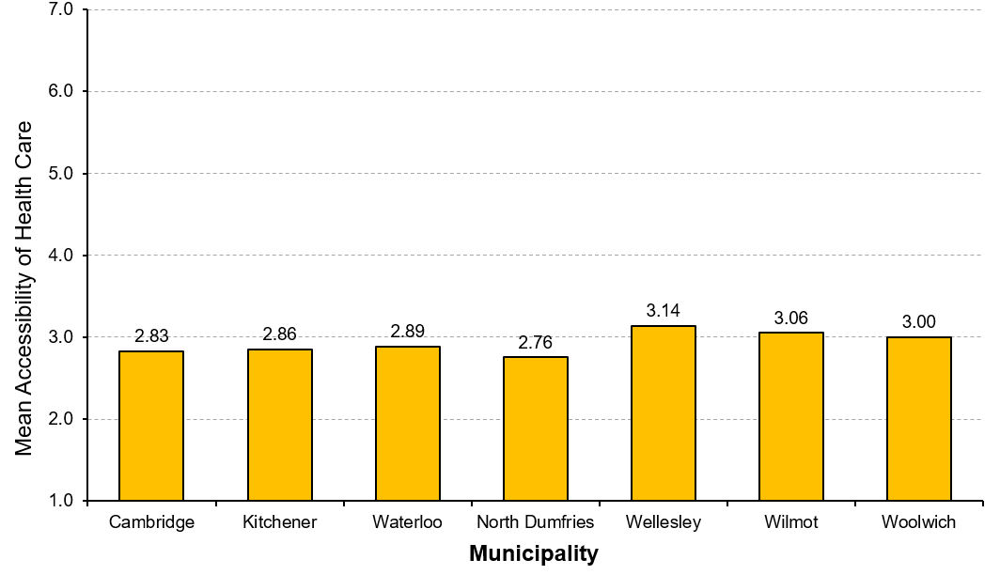 7.0
6.0
5.0
4.0
3.0
2.0
1.0
Mean Accessibility of Health Care
2.83
2.86
2.89
2.76
3.14
3.06
3.00
Cambridge
Kitchener
Waterloo
North Dumfries
Wellesley
Wilmot
Woolwich
Municipality